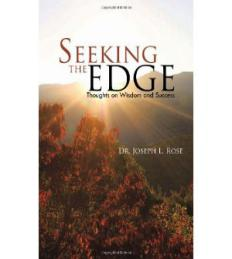 SEEKING
THE EDGE
Thoughts on Wisdom and Success
DR. JOSEPH L. ROSE